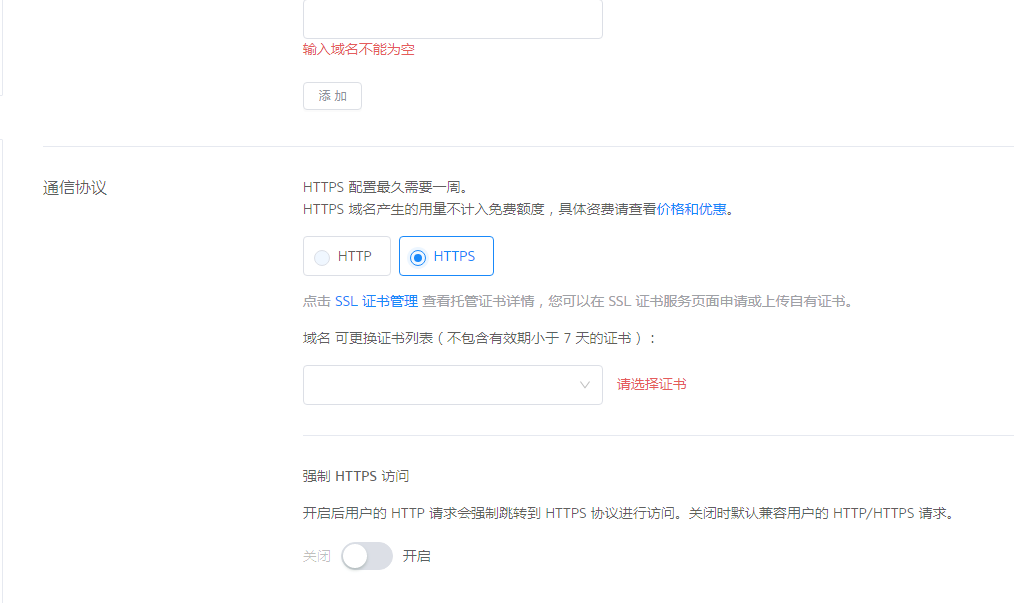 输入域名不能为空
添 加
通信协议
HTTPS 配置最久需要一周。
HTTPS 域名产生的用量不计入免费额度，具体资费请查看价格和优惠。
HTTP HTTPS
点击 SSL 证书管理 查看托管证书详情，您可以在 SSL 证书服务页面申请或上传自有证书。
域名 可更换证书列表（不包含有效期小于 7 天的证书）：
请选择证书
强制 HTTPS 访问
开启后用户的 HTTP 请求会强制跳转到 HTTPS 协议进行访问。关闭时默认兼容用户的 HTTP/HTTPS 请求。
关闭 开启